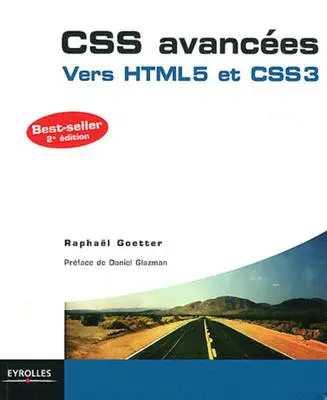 CSS avancées
Vers HTML5 et CSS3
Best-seller
2e édition
Raphaël Goetter
Préface de Daniel Glazman
EYROLLES